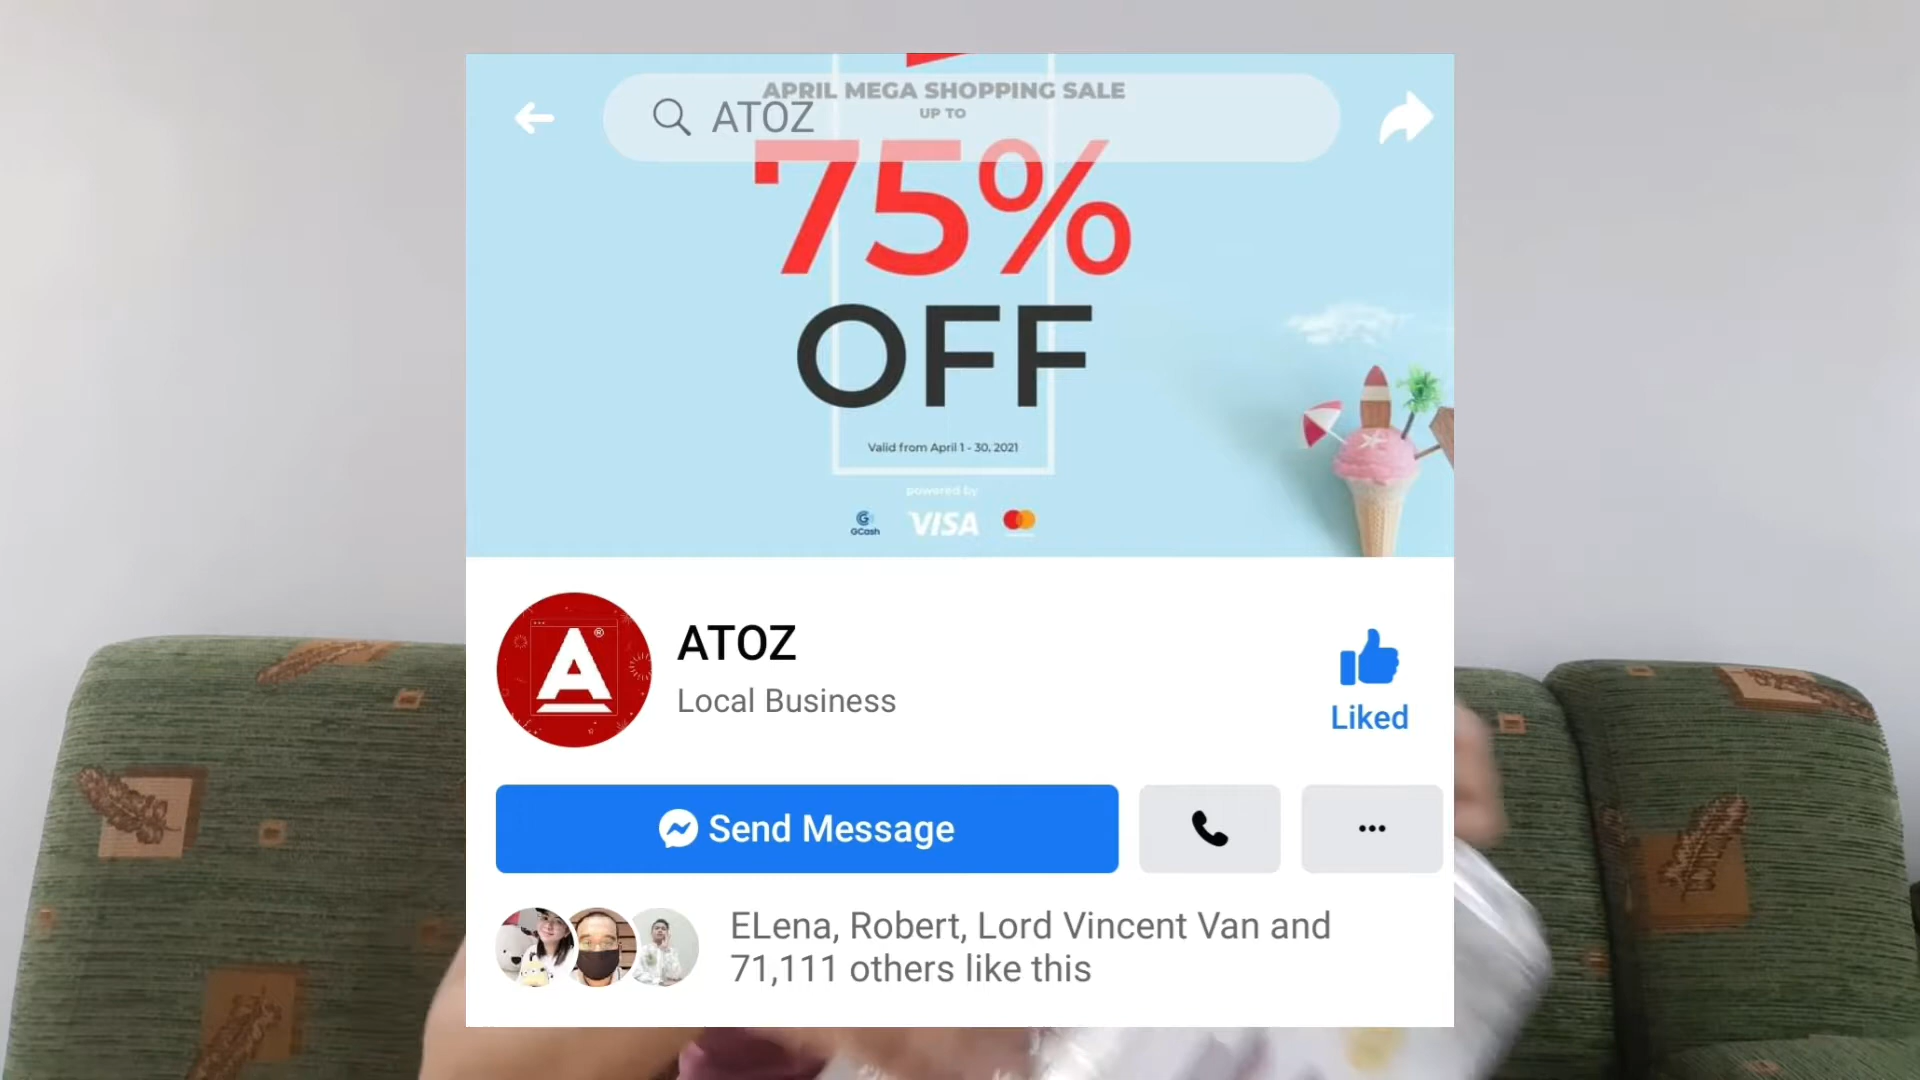 APRIL MEGA SHOPPING SALE
ATOZ
UP TO
75%
OFF
Valid from April 1 - 30, 2021
powered by
GCash VISA
A®
ATOZ
Local Business
Liked
Send Message
ELena, Robert, Lord Vincent Van and
71,111 others like this